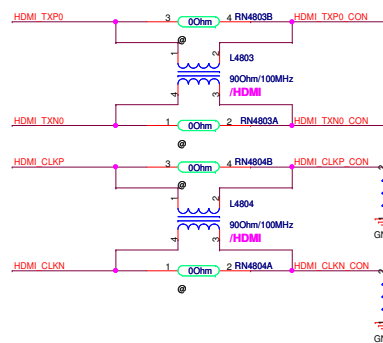 HDMI_TXP0 3 0Ohm 4 RN4803B HDMI_TXP0_CON
@
1 2 L4803
90Ohm/100MHz
4 3 /HDMI
HDMI_TXN0 1 0Ohm 2 RN4803A HDMI_TXN0_CON
@
HDMI_CLKP 3 0Ohm 4 RN4804B HDMI_CLKP_CON
@
1 2 L4804
90Ohm/100MHz
4 3 /HDMI
HDMI_CLKN 1 0Ohm 2 RN4804A HDMI_CLKN_CON
@